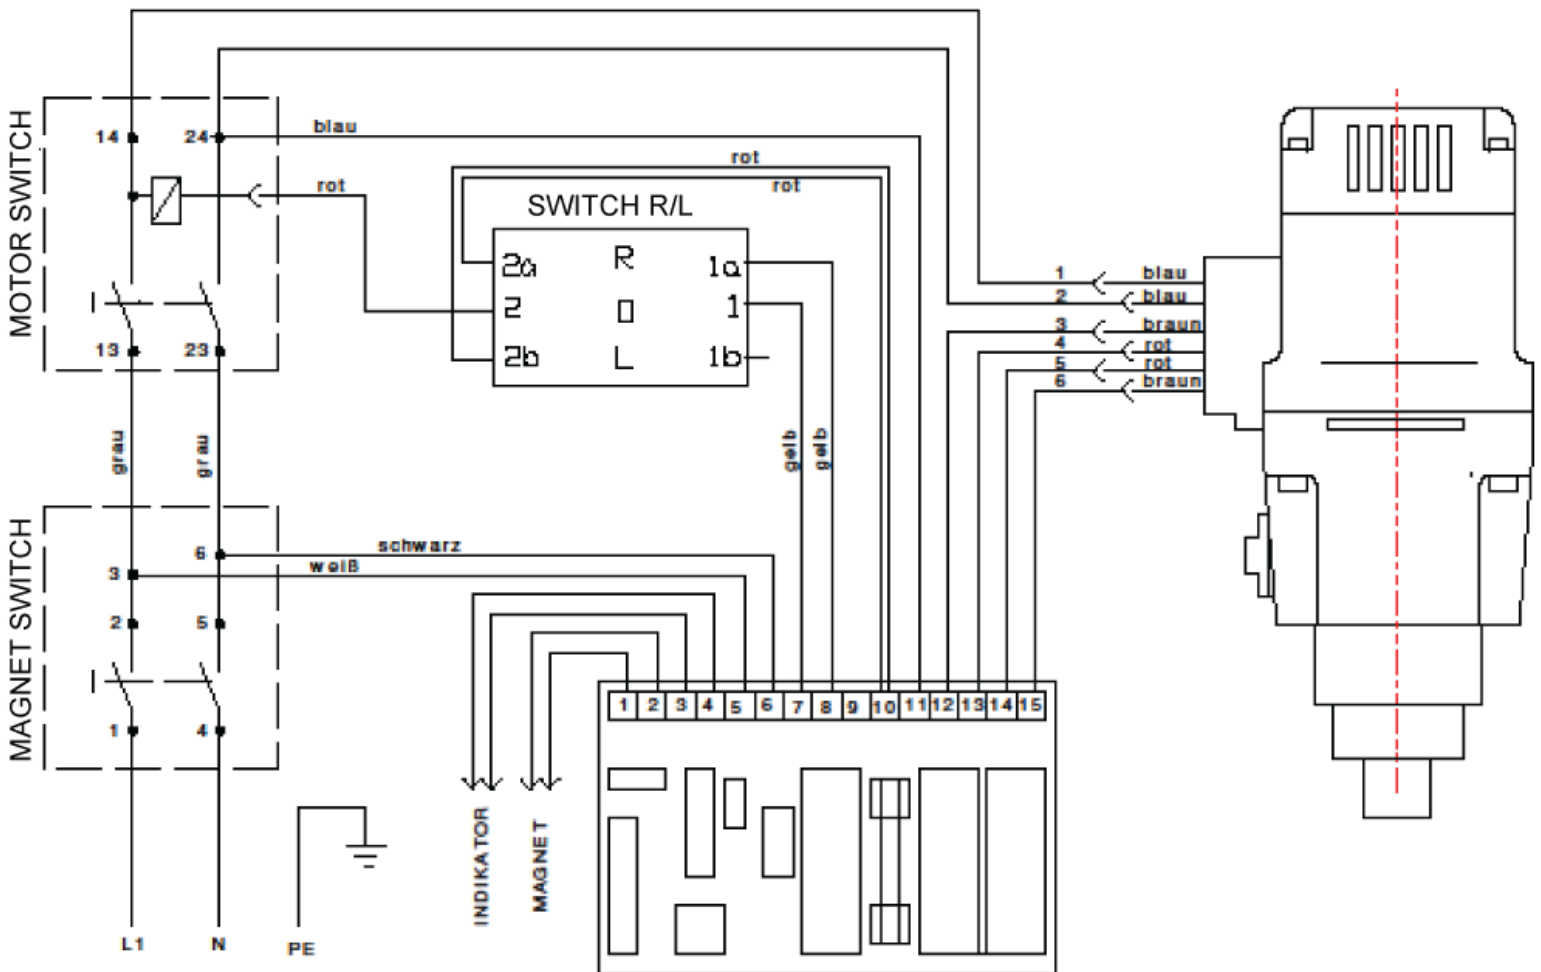 MOTOR SWITCH
14
24
blau
rot
rot
rot
13
23
SWITCH R/L
2a R 1a
2 0 1
2b L 1b
1 blau
2 blau
3 braun
4 rot
5 rot
6 braun
grau
grau
gelb
gelb
MAGNET SWITCH
6
schwarz
3
weiß
2
5
1
4
INDIKATOR
MAGNET
1 2 3 4 5 6 7 8 9 10 11 12 13 14 15
L1
N
PE